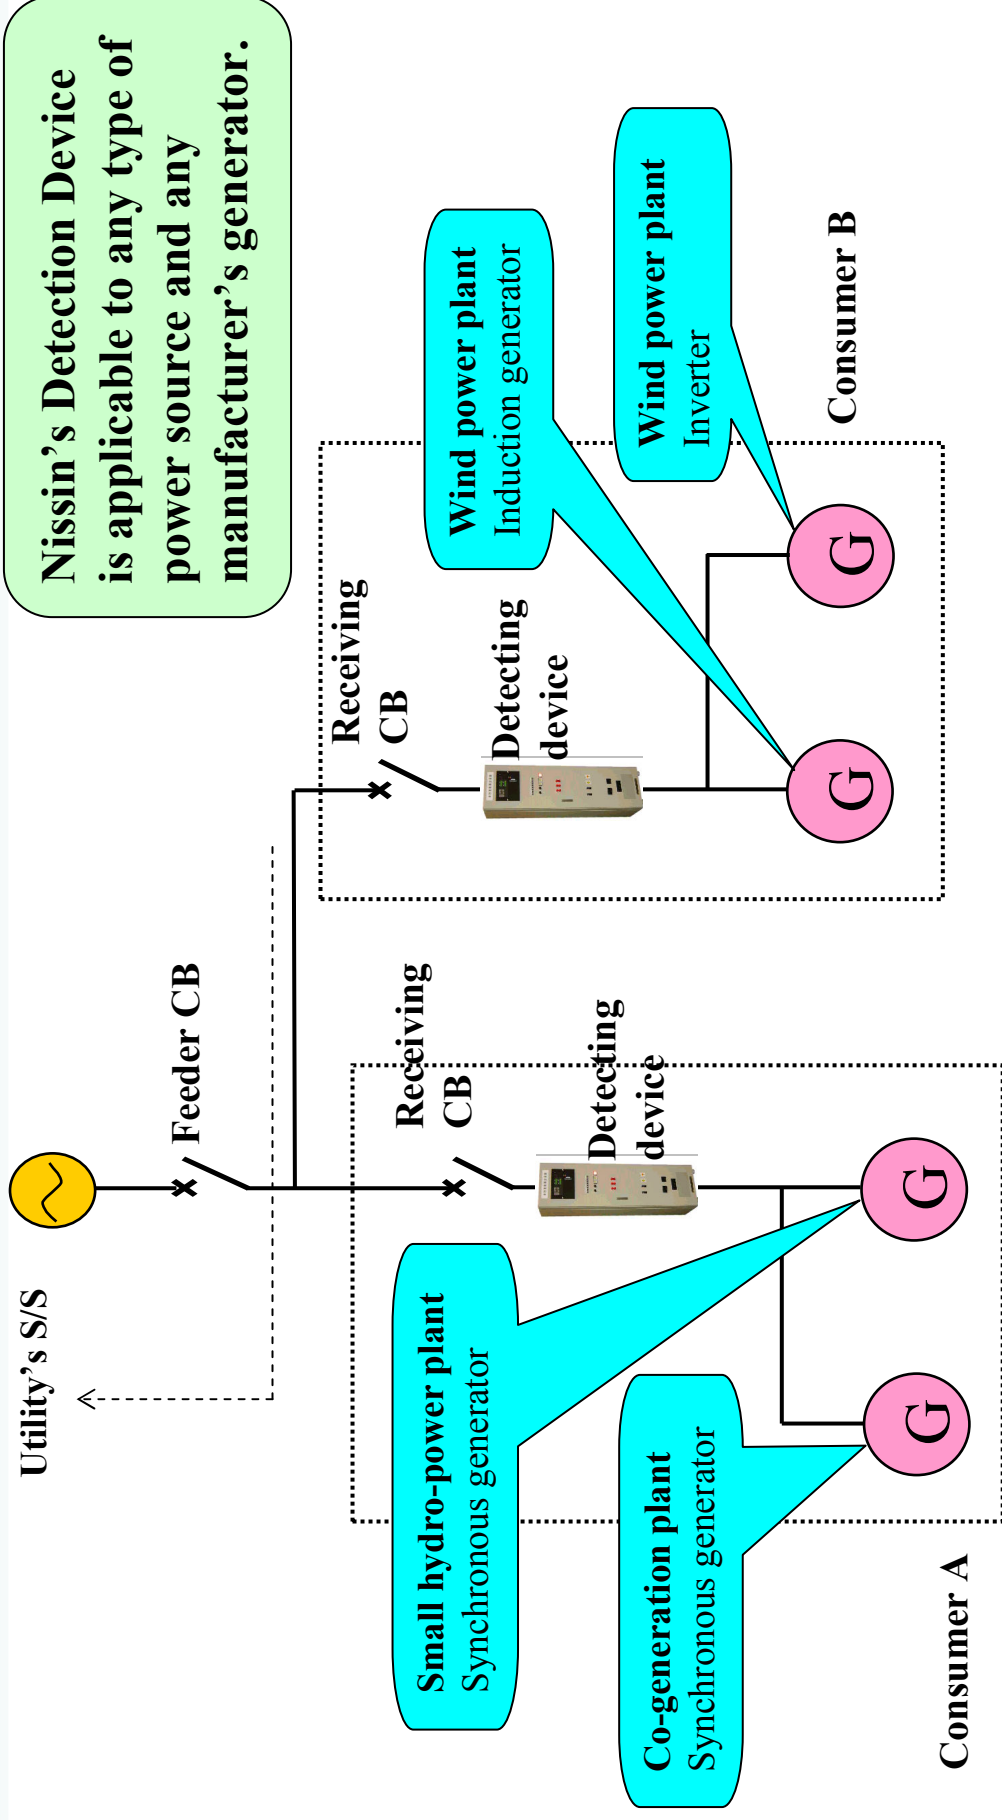 Nissin’s Detection Device
is applicable to any type of
power source and any
manufacturer’s generator.
Utility’s S/S
Feeder CB
Receiving
CB
Detecting
device
Receiving
CB
Detecting
device
Small hydro-power plant
Synchronous generator
Co-generation plant
Synchronous generator
Wind power plant
Induction generator
Wind power plant
Inverter
G
G
G
G
Consumer A
Consumer B